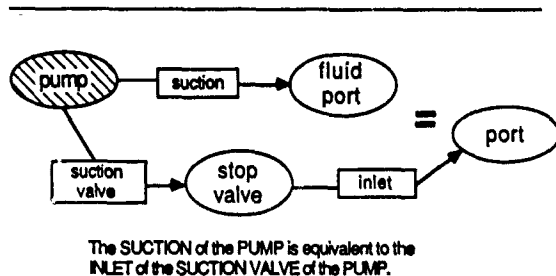 pump
suction
fluid
port
=
port
suction
valve
stop
valve
inlet
The SUCTION of the PUMP is equivalent to the
INLET of the SUCTION VALVE of the PUMP.